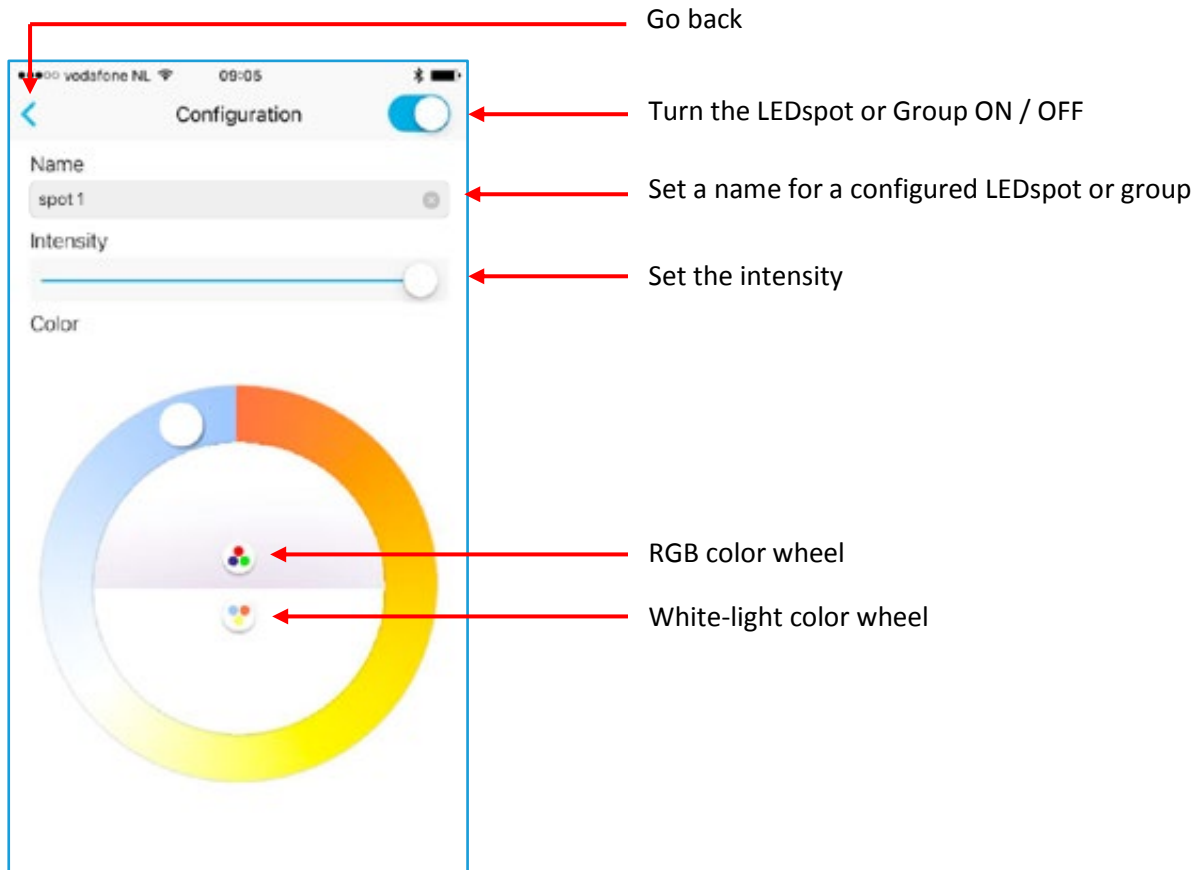 Go back
vodafone NL 09:05
Configuration
Turn the LEDspot or Group ON / OFF
Name
spot 1
Set a name for a configured LEDspot or group
Intensity
Set the intensity
Color
RGB color wheel
White-light color wheel